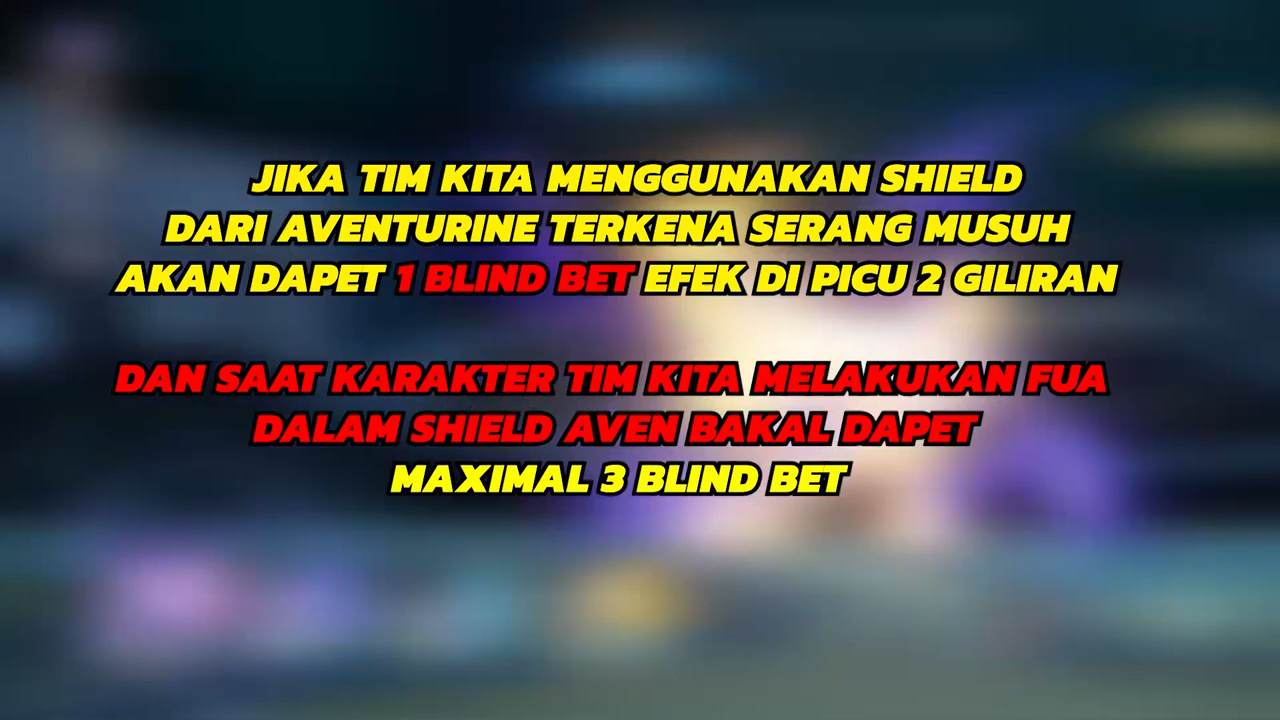 JIKA TIM KITA MENGGUNAKAN SHIELD
DARI AVENTURINE TERKENA SERANG MUSUH
AKAN DAPET 1 BLIND BET EFEK DI PICU 2 GILIRAN
DAN SAAT KARAKTER TIM KITA MELAKUKAN FUA
DALAM SHIELD AVEN BAKAL DAPET
MAXIMAL 3 BLIND BET